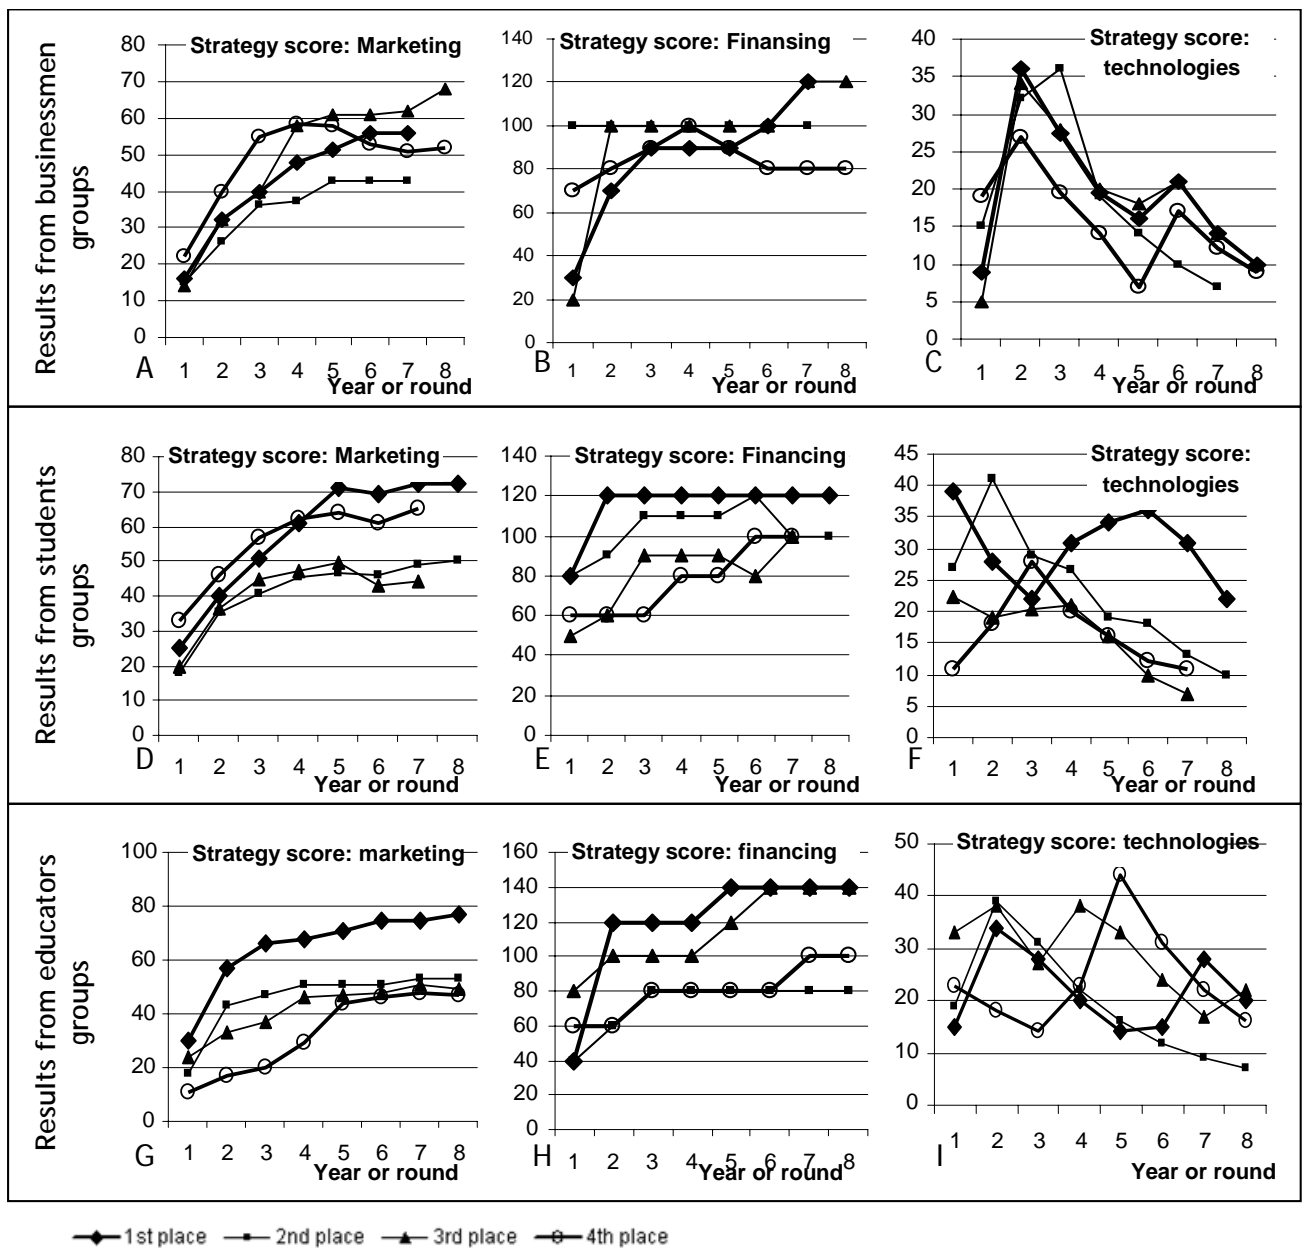 Results from businessmen
groups
Strategy score: Marketing
80
70
60
50
40
30
20
10
0
A
1 2 3 4 5 6 7 8
Year or round
Strategy score: Finansing
140
120
100
80
60
40
20
0
B
1 2 3 4 5 6 7 8
Year or round
Strategy score:
technologies
40
35
30
25
20
15
10
5
0
C
1 2 3 4 5 6 7 8
Year or round
Results from students
groups
Strategy score: Marketing
80
70
60
50
40
30
20
10
0
D
1 2 3 4 5 6 7 8
Year or round
Strategy score: Financing
140
120
100
80
60
40
20
0
E
1 2 3 4 5 6 7 8
Year or round
Strategy score:
technologies
45
40
35
30
25
20
15
10
5
0
F
1 2 3 4 5 6 7 8
Year or round
Results from educators
groups
Strategy score: marketing
100
80
60
40
20
0
G
1 2 3 4 5 6 7 8
Year or round
Strategy score: financing
160
140
120
100
80
60
40
20
0
H
1 2 3 4 5 6 7 8
Year or round
Strategy score: technologies
50
40
30
20
10
0
I
1 2 3 4 5 6 7 8
Year or round
1st place 2nd place 3rd place 4th place